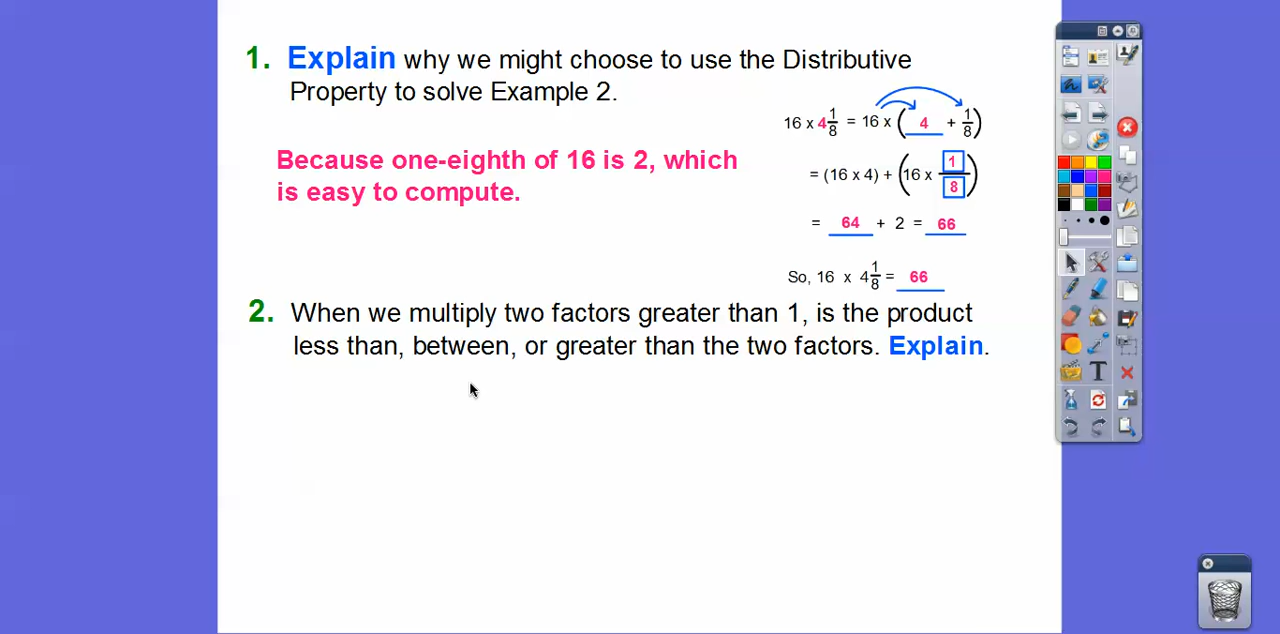 1. Explain why we might choose to use the Distributive
Property to solve Example 2.
16 x 4 1/8 = 16 x ( 4 + 1/8 )
Because one-eighth of 16 is 2, which
is easy to compute.
= (16 x 4) + (16 x 1/8)
= 64 + 2 = 66
So, 16 x 4 1/8 = 66
2. When we multiply two factors greater than 1, is the product
less than, between, or greater than the two factors. Explain.
T